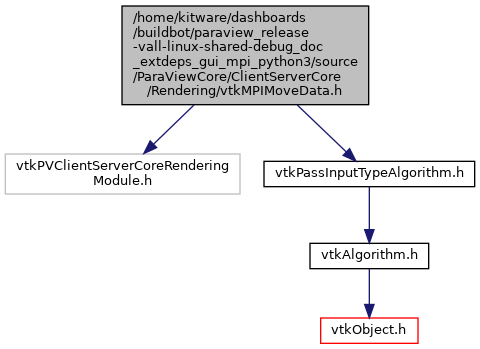 /home/kitware/dashboards
/buildbot/paraview_release
-vall-linux-shared-debug_doc
_extdeps_gui_mpi_python3/source
/ParaViewCore/ClientServerCore
/Rendering/vtkMPIMoveData.h
vtkPVClientServerCoreRendering
Module.h
vtkPassInputTypeAlgorithm.h
vtkAlgorithm.h
vtkObject.h